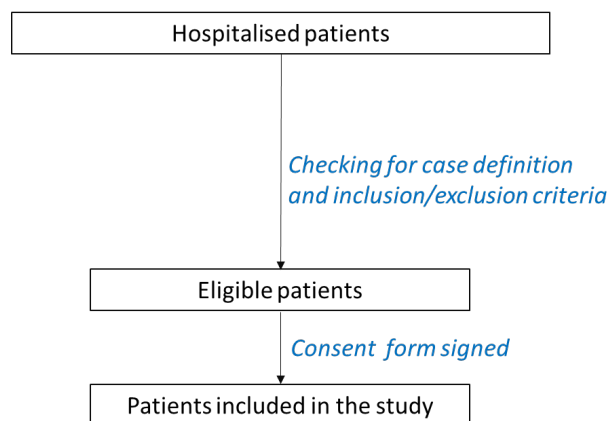 Hospitalised patients
Checking for case definition
and inclusion/exclusion criteria
Eligible patients
Consent form signed
Patients included in the study